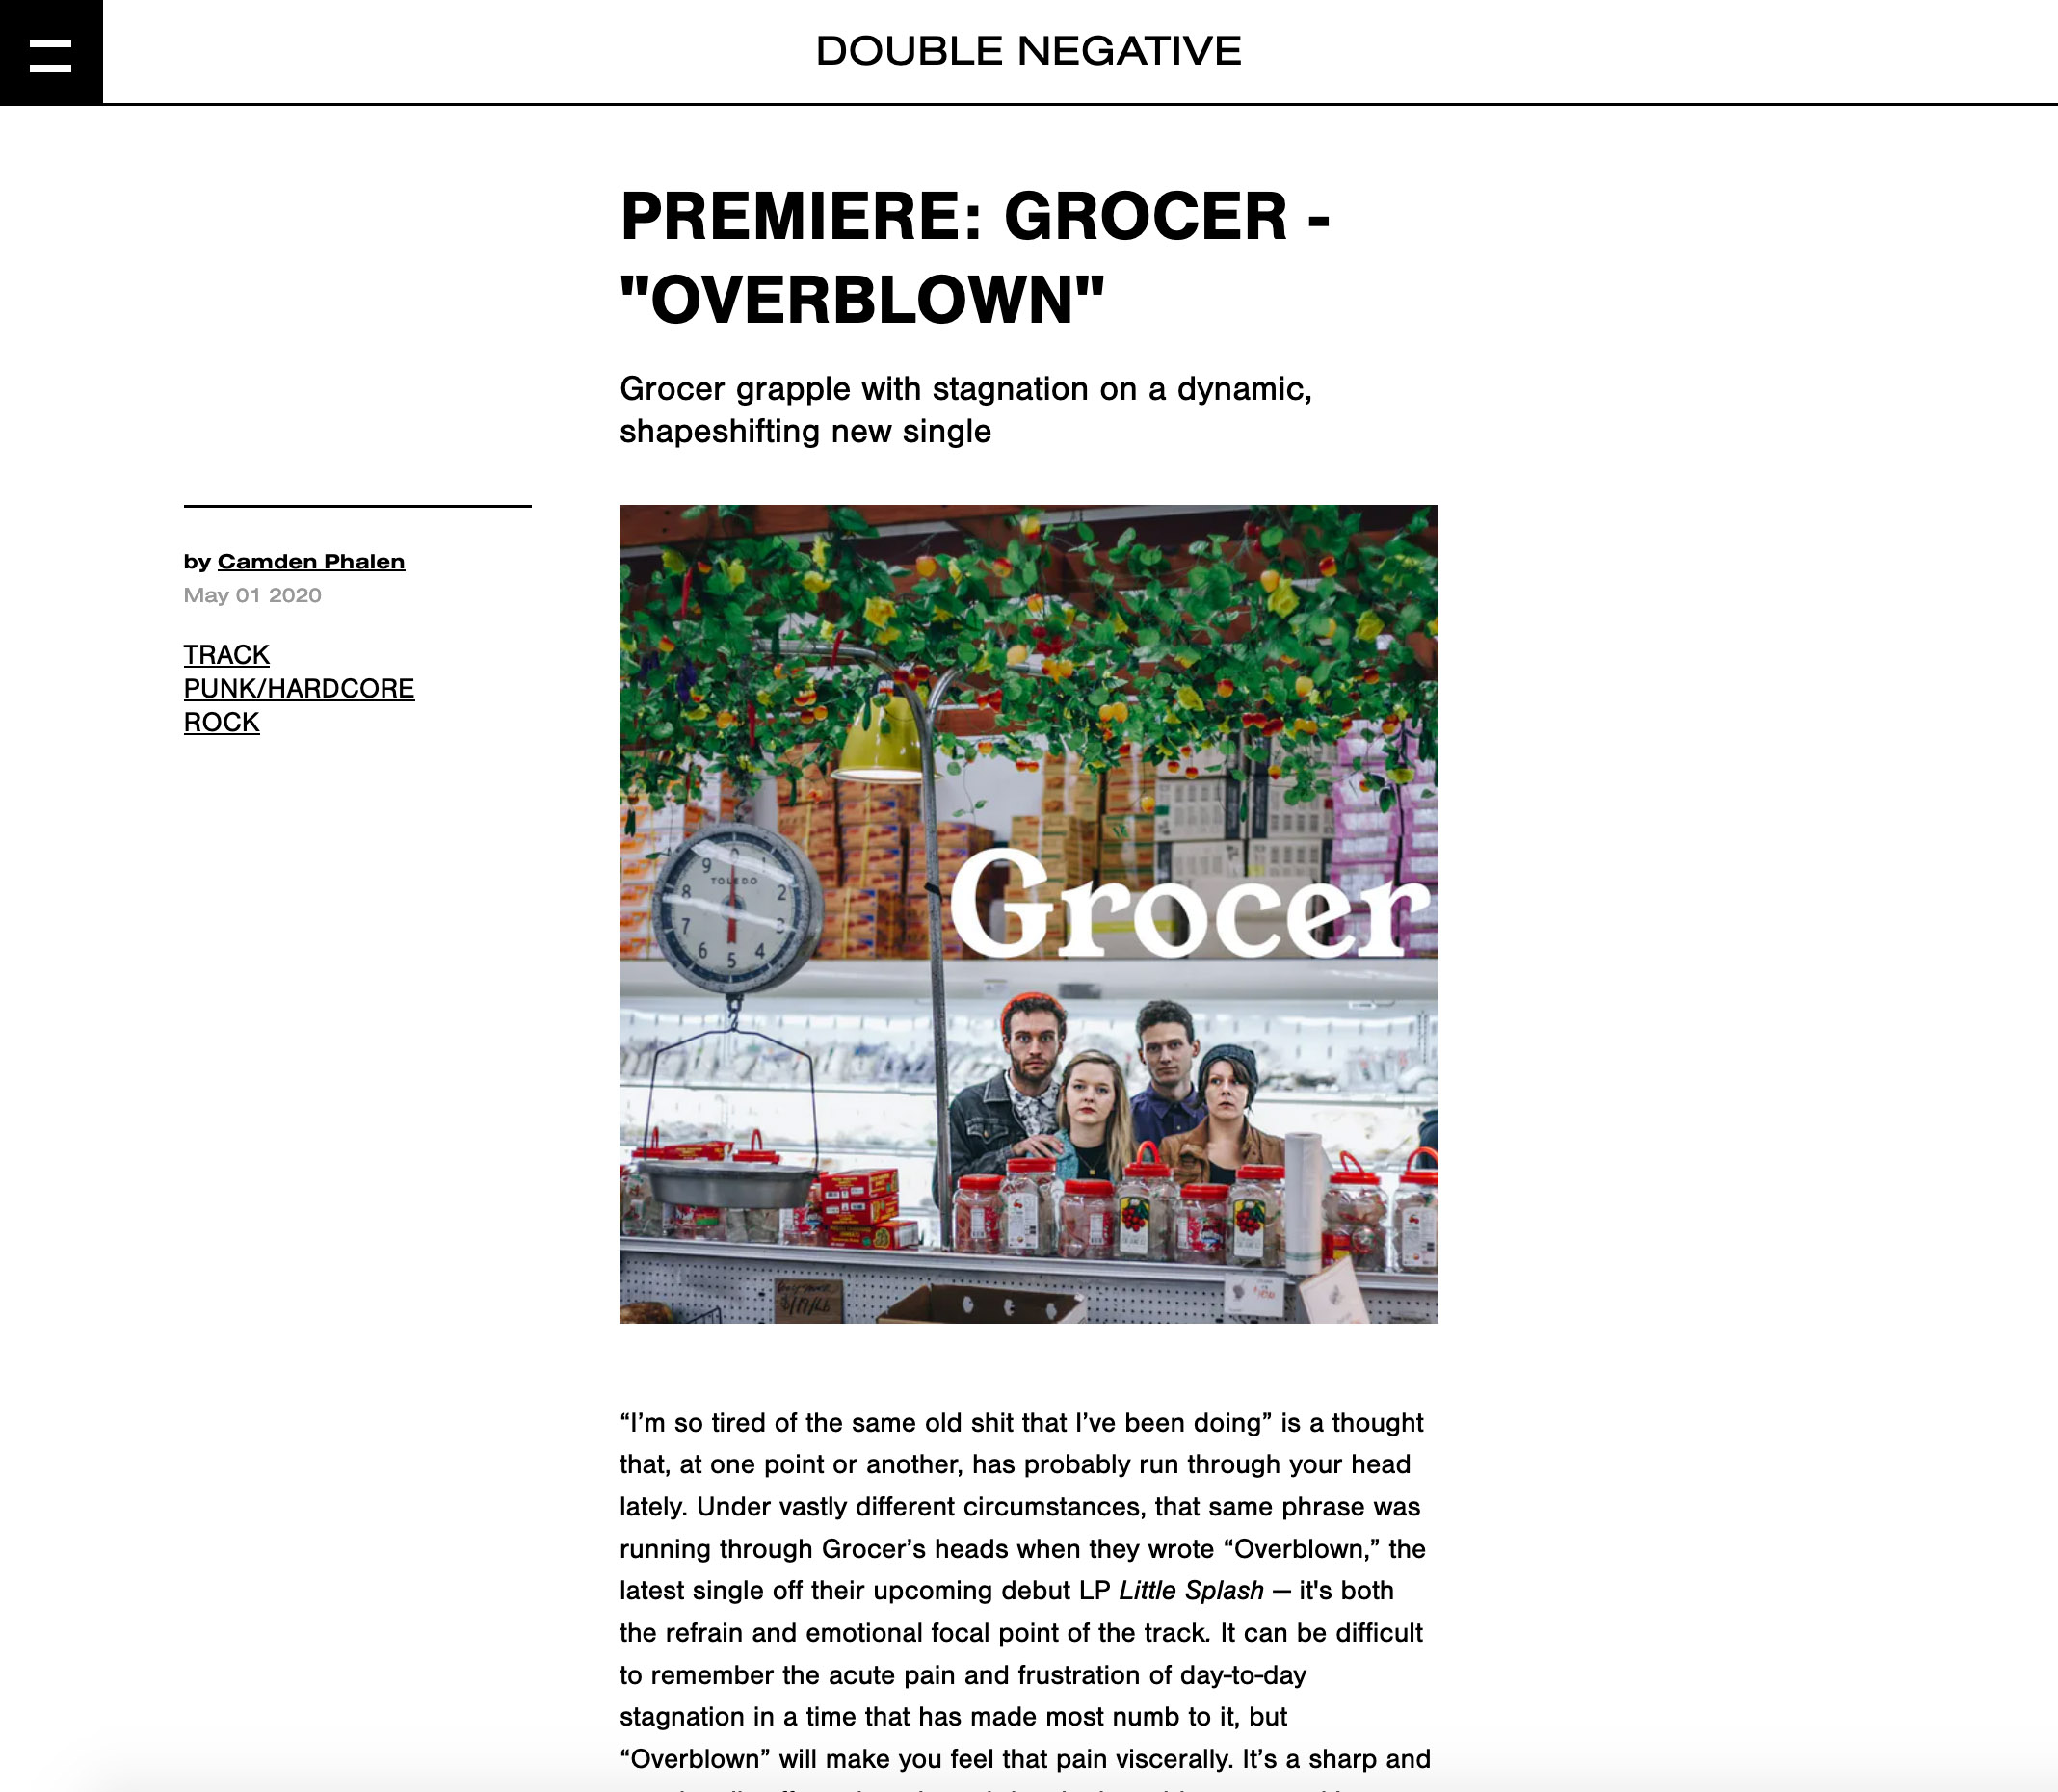 DOUBLE NEGATIVE
PREMIERE: GROCER -
"OVERBLOWN"
Grocer grapple with stagnation on a dynamic,
shapeshifting new single
by Camden Phalen
May 01 2020
TRACK
PUNK/HARDCORE
ROCK
9 0 1
TOLEDO
8 2
7 3
6 5 4
Grocer
“I’m so tired of the same old shit that I’ve been doing” is a thought
that, at one point or another, has probably run through your head
lately. Under vastly different circumstances, that same phrase was
running through Grocer’s heads when they wrote “Overblown,” the
latest single off their upcoming debut LP Little Splash — it's both
the refrain and emotional focal point of the track. It can be difficult
to remember the acute pain and frustration of day-to-day
stagnation in a time that has made most numb to it, but
“Overblown” will make you feel that pain viscerally. It’s a sharp and